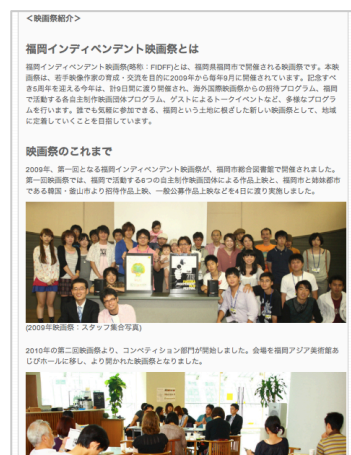 ＜映画祭紹介＞
福岡インディペンデント映画祭とは
福岡インディペンデント映画祭(略称：FIDFF)とは、福岡県福岡市で開催される映画祭です。本映
画祭は、若手映像作家の育成・交流を目的に2009年から毎年9月に開催されています。記念すべ
き5周年を迎える今年は、計9日間に渡り開催され、海外国際映画祭からの招待プログラム、福岡
で活動する各自主制作映画団体プログラム、ゲストによるトークイベントなど、多様なプログラ
ムを行います。誰でも気軽に参加できる、福岡という土地に根ざした新しい映画祭として、地域
に定着していくことを目指しています。
映画祭のこれまで
2009年、第一回となる福岡インディペンデント映画祭が、福岡市総合図書館で開催されました。
第一回映画祭では、福岡で活動する6つの自主制作映画団体による作品上映と、福岡市と姉妹都市
である韓国・釜山市より招待作品上映、一般公募作品上映などを4日に渡り実施しました。
(2009年映画祭：スタッフ集合写真)
2010年の第二回映画祭より、コンペティション部門が開始しました。会場を福岡アジア美術館あ
じびホールに移し、より開かれた映画祭となりました。